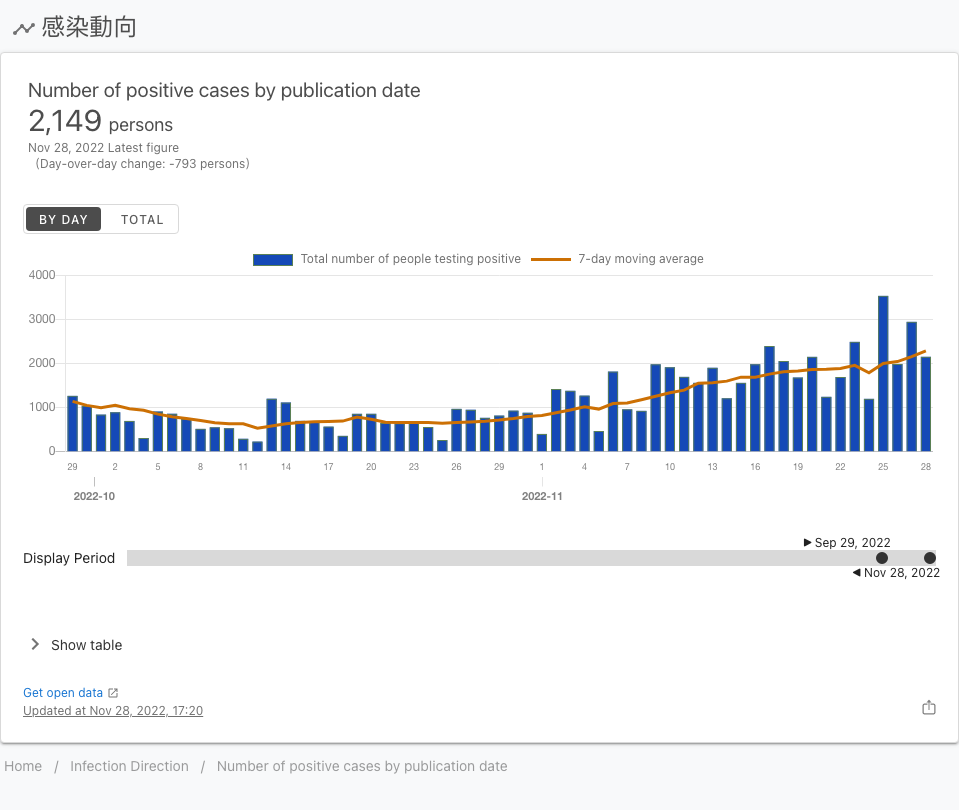 感染動向
Number of positive cases by publication date
2,149 persons
Nov 28, 2022 Latest figure
(Day-over-day change: -793 persons)
BY DAY TOTAL
Total number of people testing positive 7-day moving average
4000
3000
2000
1000
0
29 2 5 8 11 14 17 20 23 26 29 1 4 7 10 13 16 19 22 25 28
2022-10 2022-11
Sep 29, 2022
Display Period
Nov 28, 2022
Show table
Get open data
Updated at Nov 28, 2022, 17:20
Home / Infection Direction / Number of positive cases by publication date